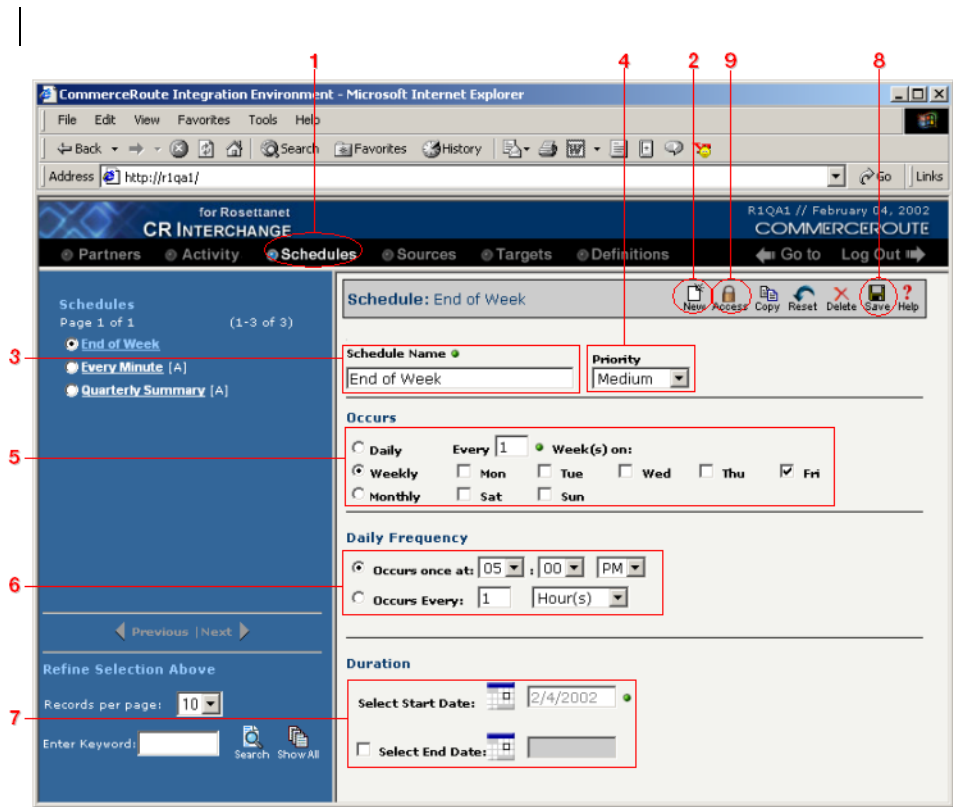 1 4 2 9 8
CommerceRoute Integration Environment - Microsoft Internet Explorer
File Edit View Favorites Tools Help
Back Search Favorites History
Address http://r1qa1/ Go Links
for Rosettanet
CR INTERCHANGE
R1QA1 // February 04, 2002
COMMERCEROUTE
Partners Activity Schedules Sources Targets Definitions Go to Log Out
Schedules
Page 1 of 1 (1-3 of 3)
End of Week
Every Minute [A]
Quarterly Summary [A]
Schedule: End of Week
New Access Copy Reset Delete Save Help
3
Schedule Name
End of Week
Priority
Medium
Occurs
5
Daily Every 1 Week(s) on:
Weekly Mon Tue Wed Thu Fri
Monthly Sat Sun
Daily Frequency
6
Occurs once at: 05 : 00 PM
Occurs Every: 1 Hour(s)
Previous | Next
Refine Selection Above
Records per page: 10
Enter Keyword: Search Show All
Duration
7
Select Start Date: 2/4/2002
Select End Date: